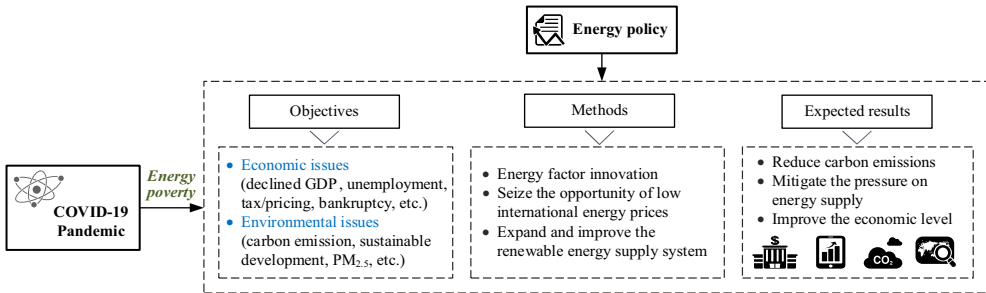 Energy policy
Objectives
Methods
Expected results
COVID-19
Pandemic
Energy
poverty
• Economic issues
(declined GDP, unemployment,
tax/pricing, bankruptcy, etc.)
• Environmental issues
(carbon emission, sustainable
development, PM2.5, etc.)
• Energy factor innovation
• Seize the opportunity of low
international energy prices
• Expand and improve the
renewable energy supply system
• Reduce carbon emissions
• Mitigate the pressure on
energy supply
• Improve the economic level
$
CO2